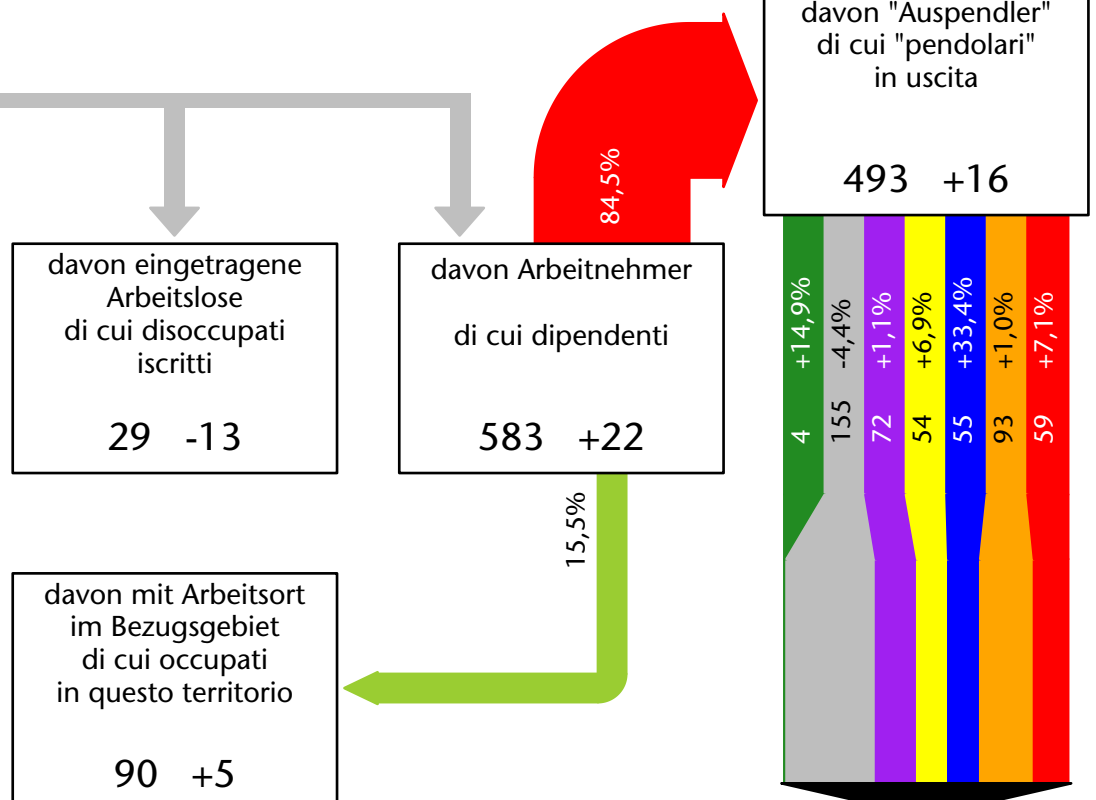 davon "Auspendler"
di cui "pendolari"
in uscita
493 +16
84,5%
davon eingetragene
Arbeitslose
di cui disoccupati
iscritti
29 -13
davon Arbeitnehmer
di cui dipendenti
583 +22
4 +14,9%
155 -4,4%
72 +1,1%
54 +6,9%
55 +33,4%
93 +1,0%
59 +7,1%
15,5%
davon mit Arbeitsort
im Bezugsgebiet
di cui occupati
in questo territorio
90 +5